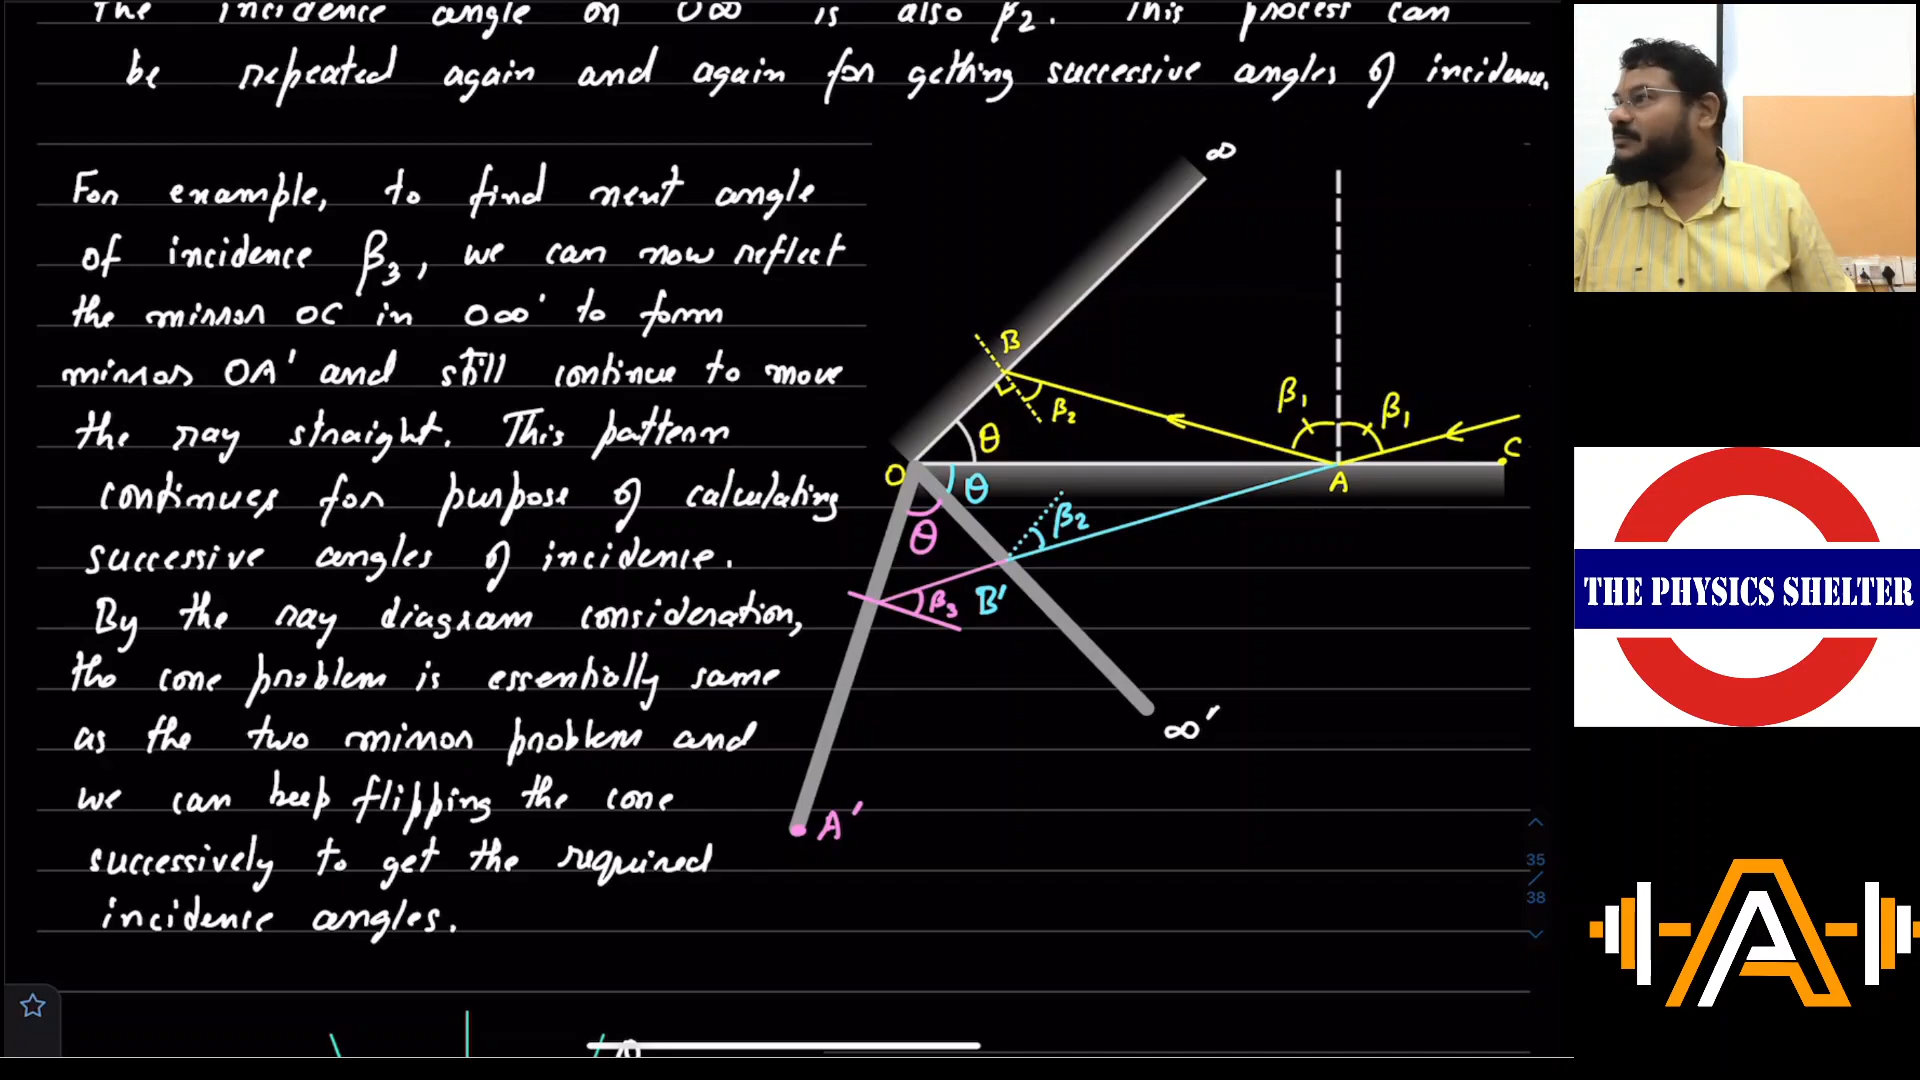 The incidence angle on O∞ is also β2. This process can
be repeated again and again for getting successive angles of incidence.
For example, to find next angle
of incidence β3, we can now reflect
the mirror OC in O∞' to form
mirror OA' and still continue to move
the ray straight. This pattern
continues for purpose of calculating
successive angles of incidence.
By the ray diagram consideration,
the cone problem is essentially same
as the two mirror problem and
we can keep flipping the cone
successively to get the required
incidence angles.
∞
B
β2
θ
β1
β1
C
O
θ
A
θ
β2
β3
B'
∞'
A'
35
/
38
THE PHYSICS SHELTER